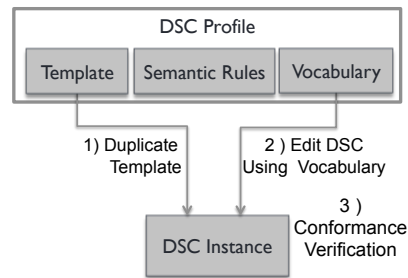 DSC Profile
Template
Semantic Rules
Vocabulary
1) Duplicate
Template
2 ) Edit DSC
Using Vocabulary
3 )
Conformance
Verification
DSC Instance